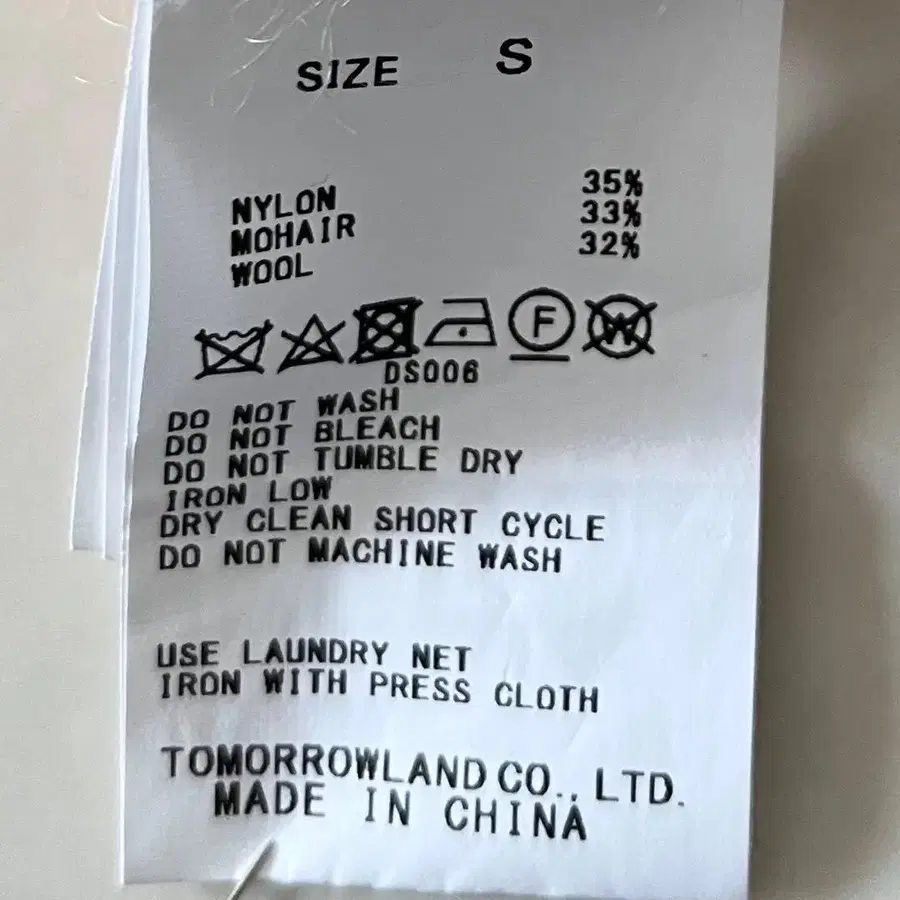 SIZE S
NYLON 35%
MOHAIR 33%
WOOL 32%
F W
DS006
DO NOT WASH
DO NOT BLEACH
DO NOT TUMBLE DRY
IRON LOW
DRY CLEAN SHORT CYCLE
DO NOT MACHINE WASH
USE LAUNDRY NET
IRON WITH PRESS CLOTH
TOMORROWLAND CO., LTD.
MADE IN CHINA